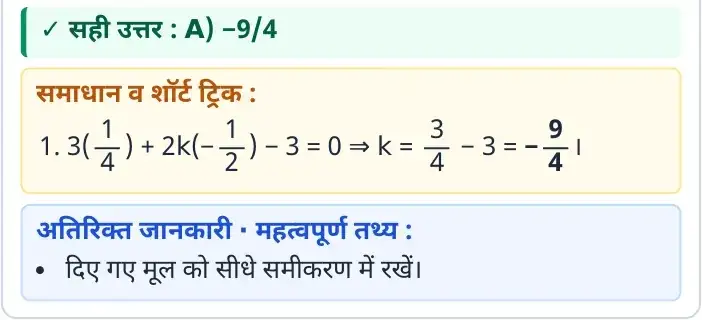 ✓ सही उत्तर : A) −9/4
समाधान व शॉर्ट ट्रिक :
1. 3(1/4) + 2k(−1/2) − 3 = 0 ⇒ k = 3/4 − 3 = −9/4।
अतिरिक्त जानकारी · महत्वपूर्ण तथ्य :
• दिए गए मूल को सीधे समीकरण में रखें।